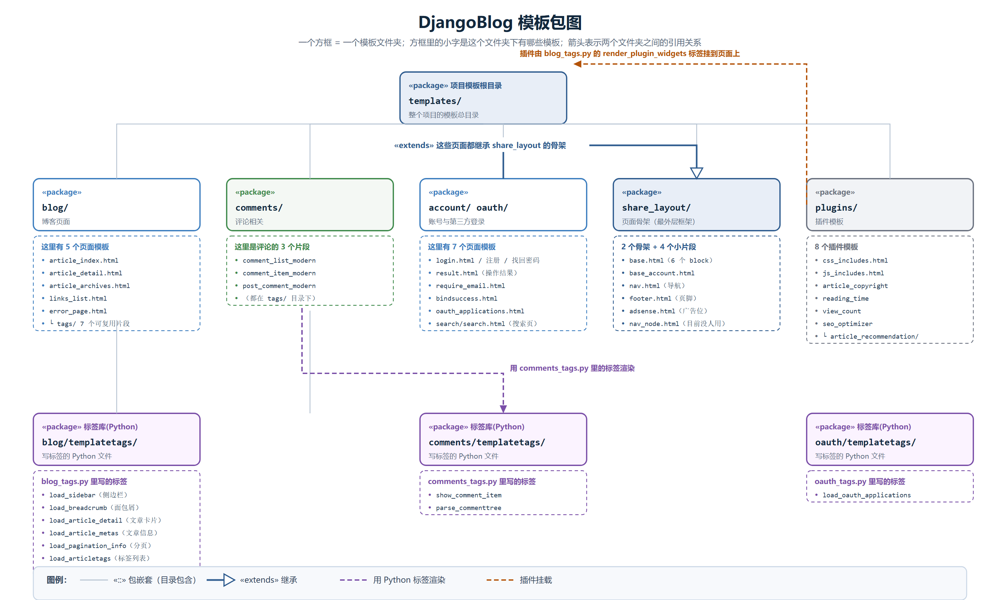 DjangoBlog 模板包图
一个方框 = 一个模板文件夹；方框里的小字是这个文件夹下有哪些模板；箭头表示两个文件夹之间的引用关系
插件由 blog_tags.py 的 render_plugin_widgets 标签挂到页面上
«package» 项目模板根目录
templates/
整个项目的模板总目录
«extends» 这些页面都继承 share_layout 的骨架
«package»
blog/
博客页面
这里有 5 个页面模板
• article_index.html
• article_detail.html
• article_archives.html
• links_list.html
• error_page.html
• └ tags/ 7 个可复用片段
«package»
comments/
评论相关
这里是评论的 3 个片段
• comment_list_modern
• comment_item_modern
• post_comment_modern
• （都在 tags/ 目录下）
«package»
account/ oauth/
账号与第三方登录
这里有 7 个页面模板
• login.html / 注册 / 找回密码
• result.html（操作结果）
• require_email.html
• bindsuccess.html
• oauth_applications.html
• search/search.html（搜索页）
«package»
share_layout/
页面骨架（最外层框架）
2 个骨架 + 4 个小片段
• base.html（6 个 block）
• base_account.html
• nav.html（导航）
• footer.html（页脚）
• adsense.html（广告位）
• nav_node.html（目前没人用）
«package»
plugins/
插件模板
8 个插件模板
• css_includes.html
• js_includes.html
• article_copyright
• reading_time
• view_count
• seo_optimizer
• └ article_recommendation/
用 comments_tags.py 里的标签渲染
«package» 标签库(Python)
blog/templatetags/
写标签的 Python 文件
blog_tags.py 里写的标签
• load_sidebar（侧边栏）
• load_breadcrumb（面包屑）
• load_article_detail（文章卡片）
• load_article_metas（文章信息）
• load_pagination_info（分页）
• load_articletags（标签列表）
«package» 标签库(Python)
comments/templatetags/
写标签的 Python 文件
comments_tags.py 里写的标签
• show_comment_item
• parse_commenttree
«package» 标签库(Python)
oauth/templatetags/
写标签的 Python 文件
oauth_tags.py 里写的标签
• load_oauth_applications
图例：
«::» 包嵌套（目录包含）
«extends» 继承
用 Python 标签渲染
插件挂载